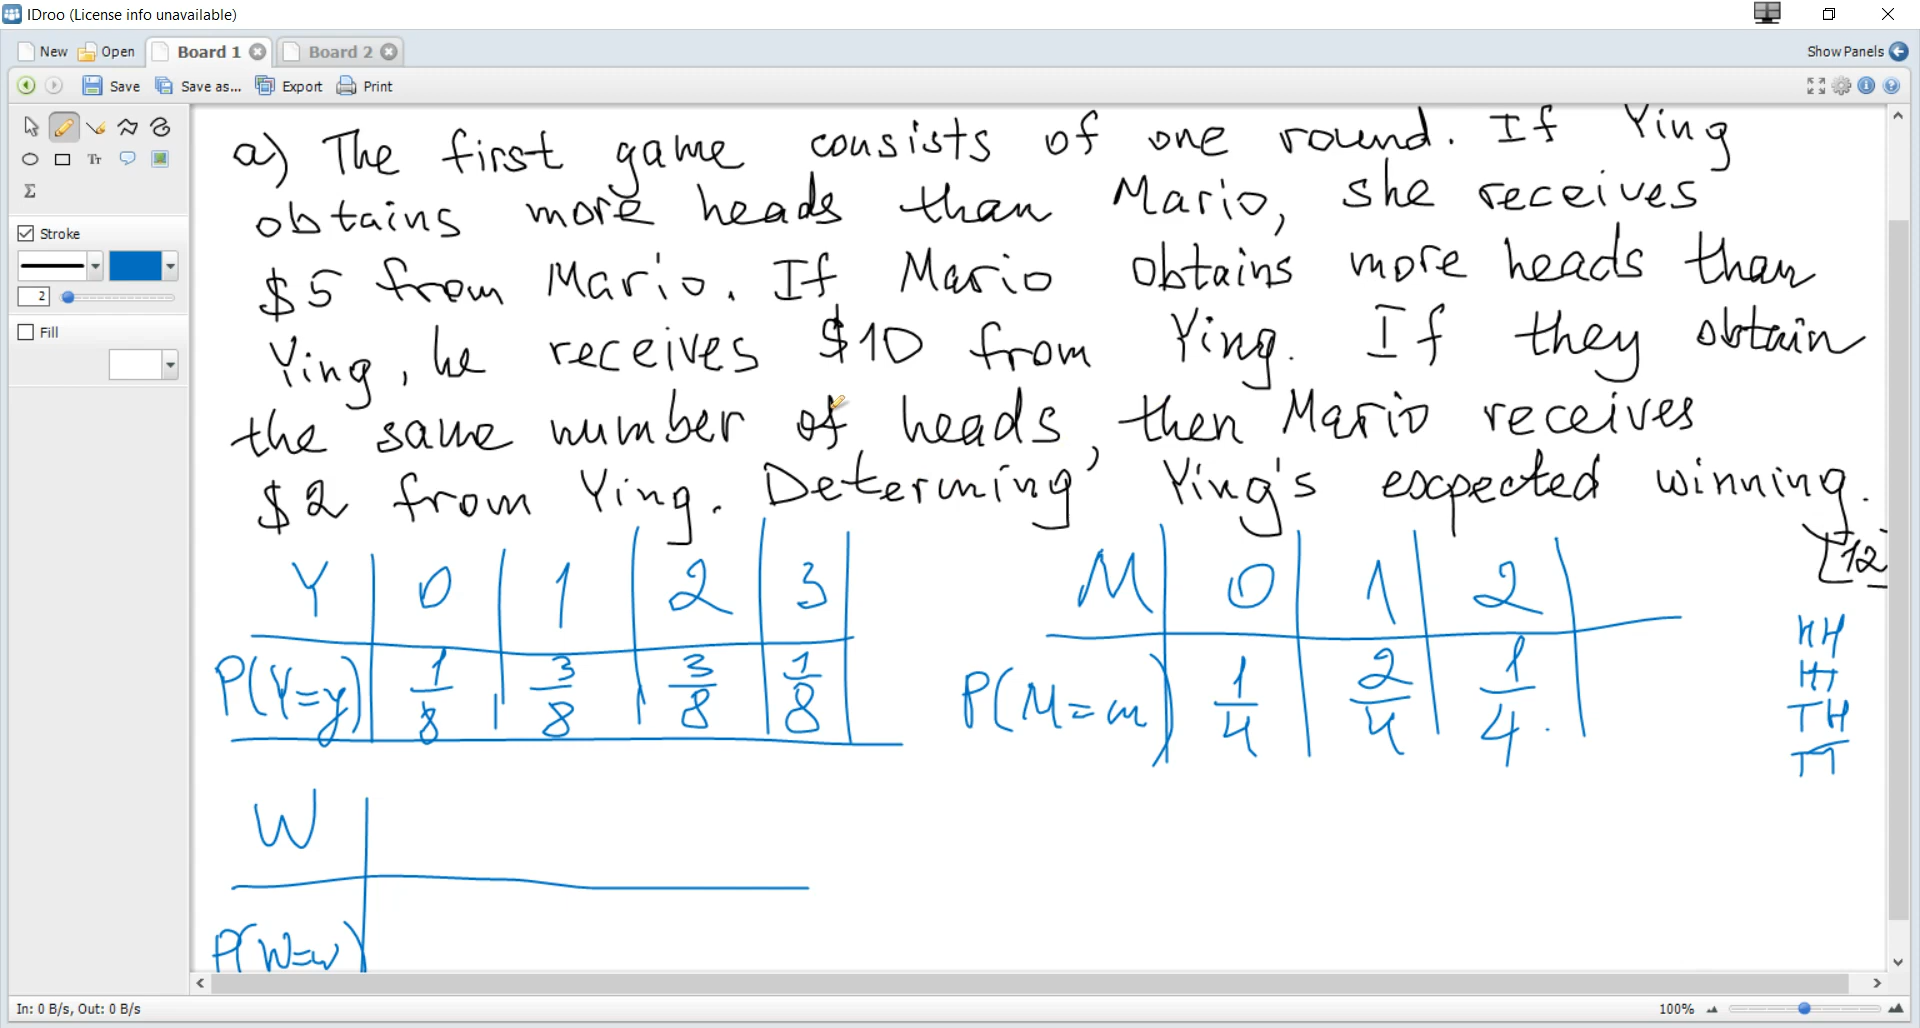 IDroo (License info unavailable)
New Open Board 1 Board 2 Show Panels
Save Save as... Export Print
Tt
Σ
Stroke
2
Fill
a) The first game consists of one round. If Ying
obtains more heads than Mario, she receives
$5 from Mario. If Mario obtains more heads than
Ying, he receives $10 from Ying. If they obtain
the same number of heads, then Mario receives
$2 from Ying. Determining Ying's expected winning.
[12]
Y 0 1 2 3
P(Y=y) 1/8 3/8 3/8 1/8
M 0 1 2
P(M=m) 1/4 2/4 1/4.
HH
HT
TH
TT
W
P(W=w)
In: 0 B/s, Out: 0 B/s 100%